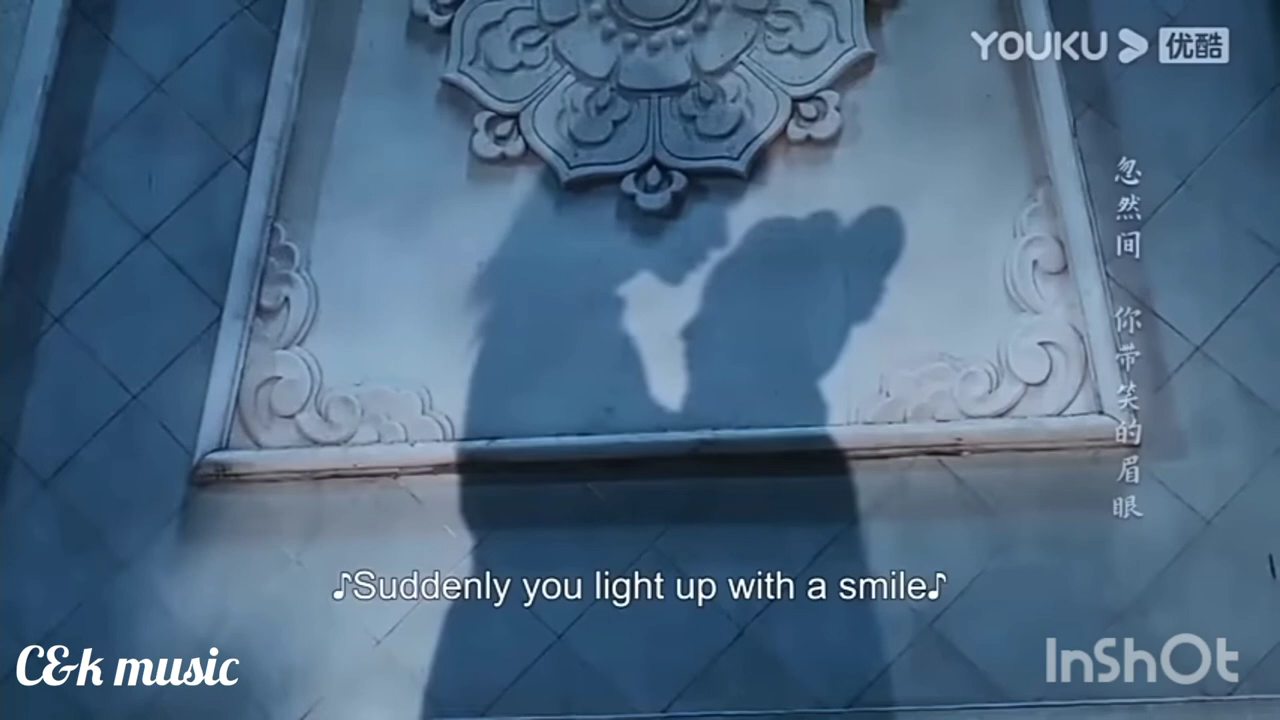 YOUKU 优酷
忽然间 你带笑的眉眼
♪Suddenly you light up with a smile♪
C&k music
InShOt